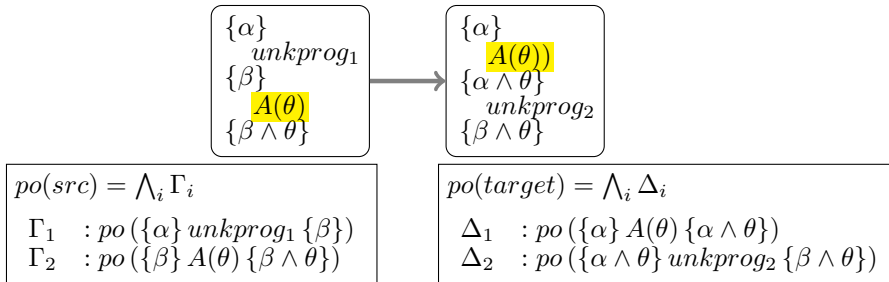 {α}
unkprog₁
{β}
A(θ)
{β ∧ θ}
{α}
A(θ))
{α ∧ θ}
unkprog₂
{β ∧ θ}
po(src) = ⋀ᵢ Γᵢ
Γ₁ : po ({α} unkprog₁ {β})
Γ₂ : po ({β} A(θ) {β ∧ θ})
po(target) = ⋀ᵢ Δᵢ
Δ₁ : po ({α} A(θ) {α ∧ θ})
Δ₂ : po ({α ∧ θ} unkprog₂ {β ∧ θ})